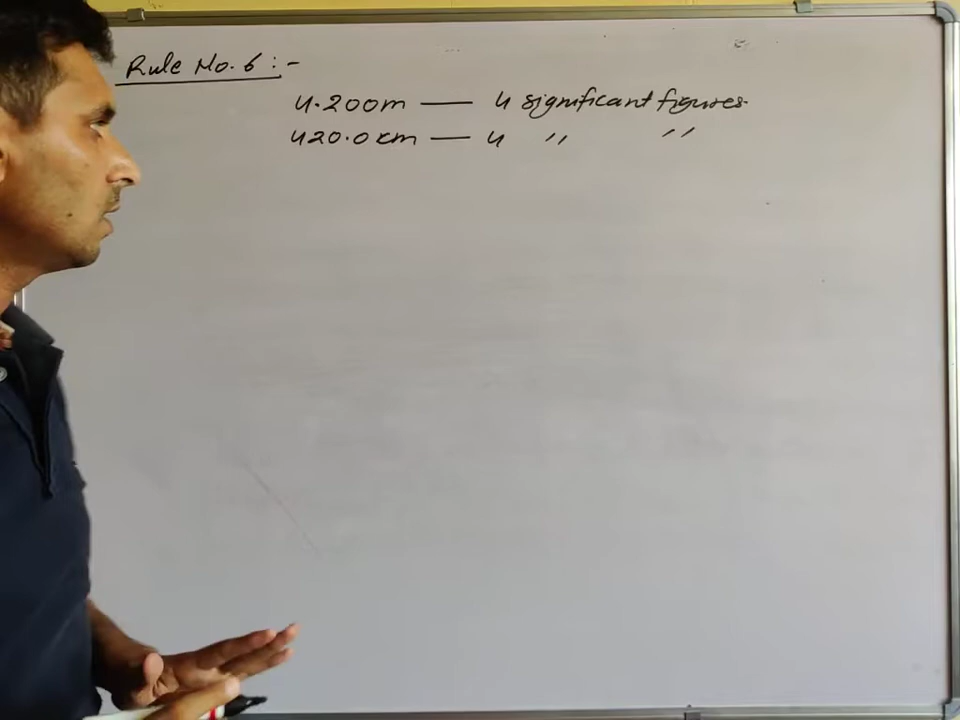 Rule No. 6 :-
4.200m — 4 significant figures.
420.0 km — 4 〃 〃